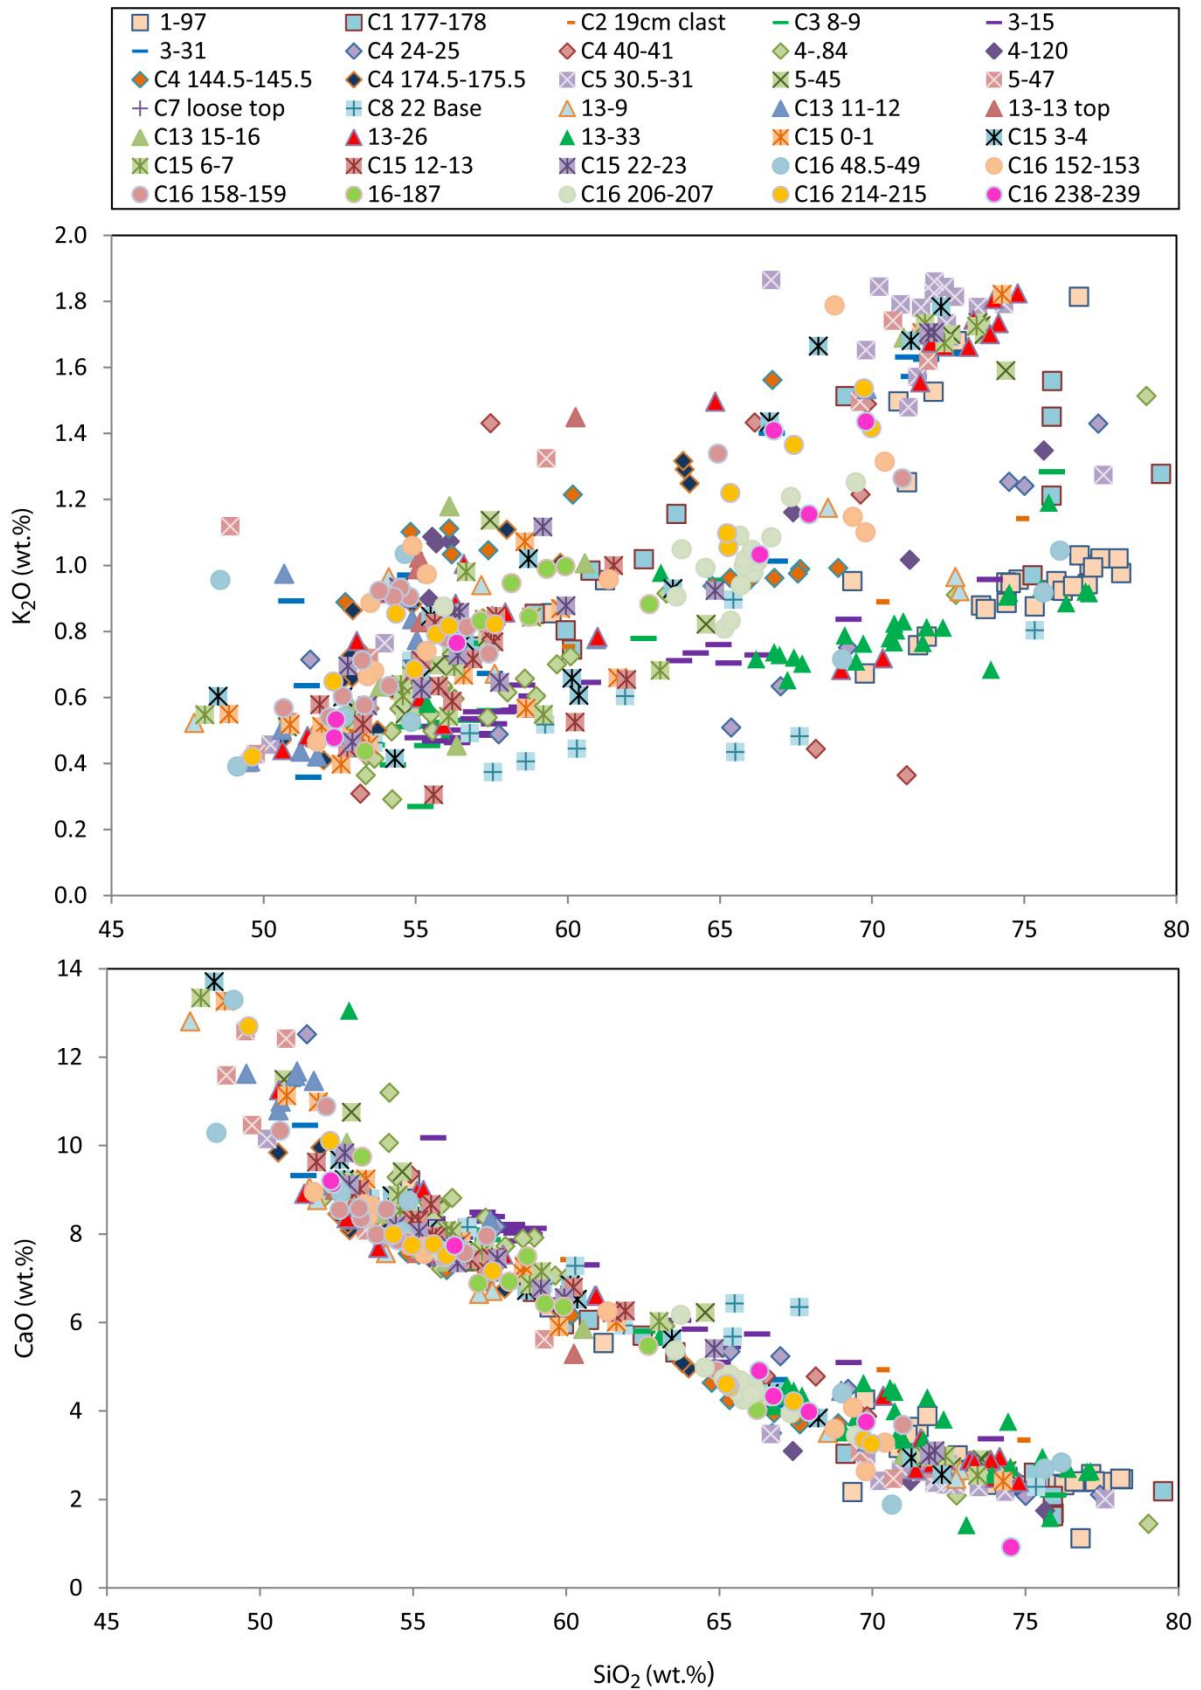 1-97 C1 177-178 C2 19cm clast C3 8-9 3-15
3-31 C4 24-25 C4 40-41 4-.84 4-120
C4 144.5-145.5 C4 174.5-175.5 C5 30.5-31 5-45 5-47
C7 loose top C8 22 Base 13-9 C13 11-12 13-13 top
C13 15-16 13-26 13-33 C15 0-1 C15 3-4
C15 6-7 C15 12-13 C15 22-23 C16 48.5-49 C16 152-153
C16 158-159 16-187 C16 206-207 C16 214-215 C16 238-239
2.0
1.8
1.6
1.4
1.2
K2O (wt.%)
1.0
0.8
0.6
0.4
0.2
0.0
45 50 55 60 65 70 75 80
14
12
10
8
CaO (wt.%)
6
4
2
0
45 50 55 60 65 70 75 80
SiO2 (wt.%)